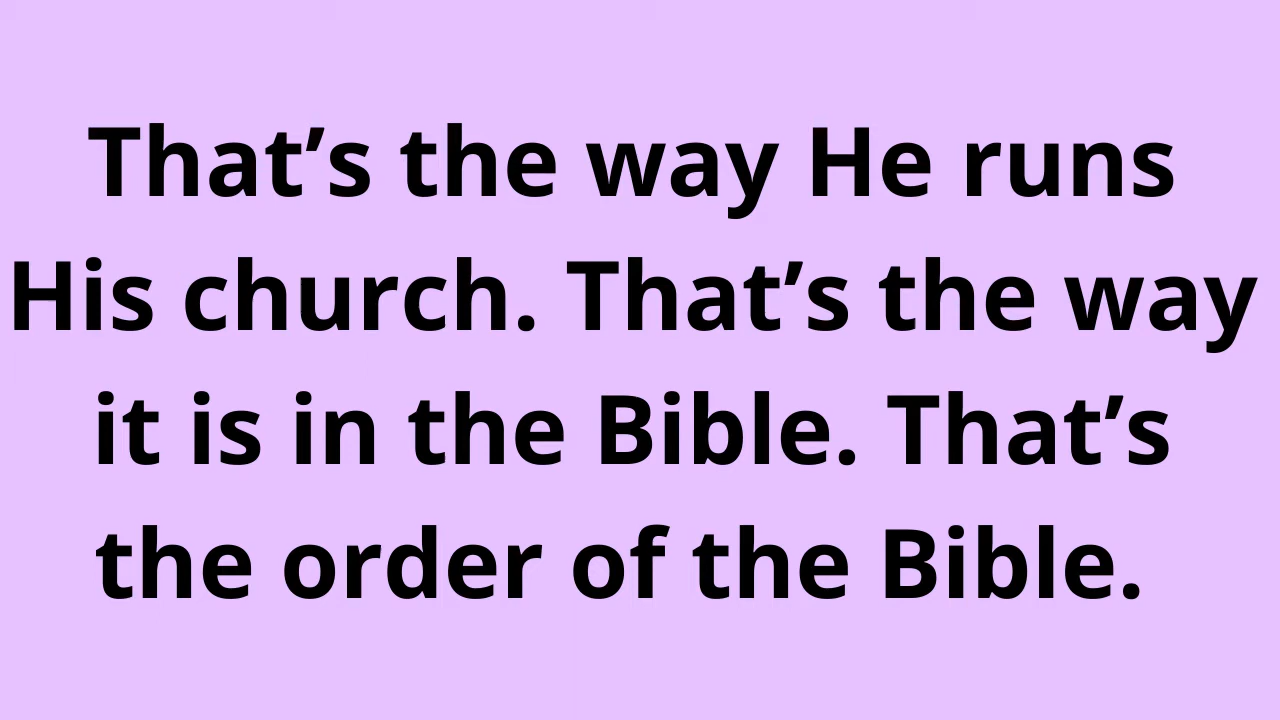 That’s the way He runs
His church. That’s the way
it is in the Bible. That’s
the order of the Bible.